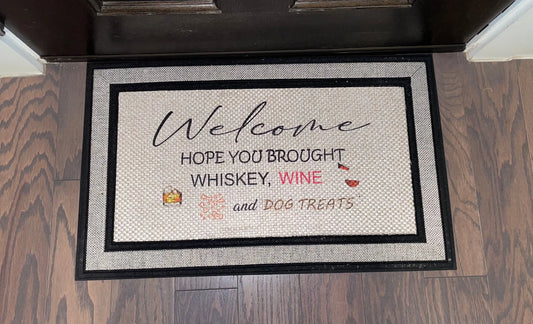 Welcome
HOPE YOU BROUGHT
WHISKEY, WINE
and DOG TREATS